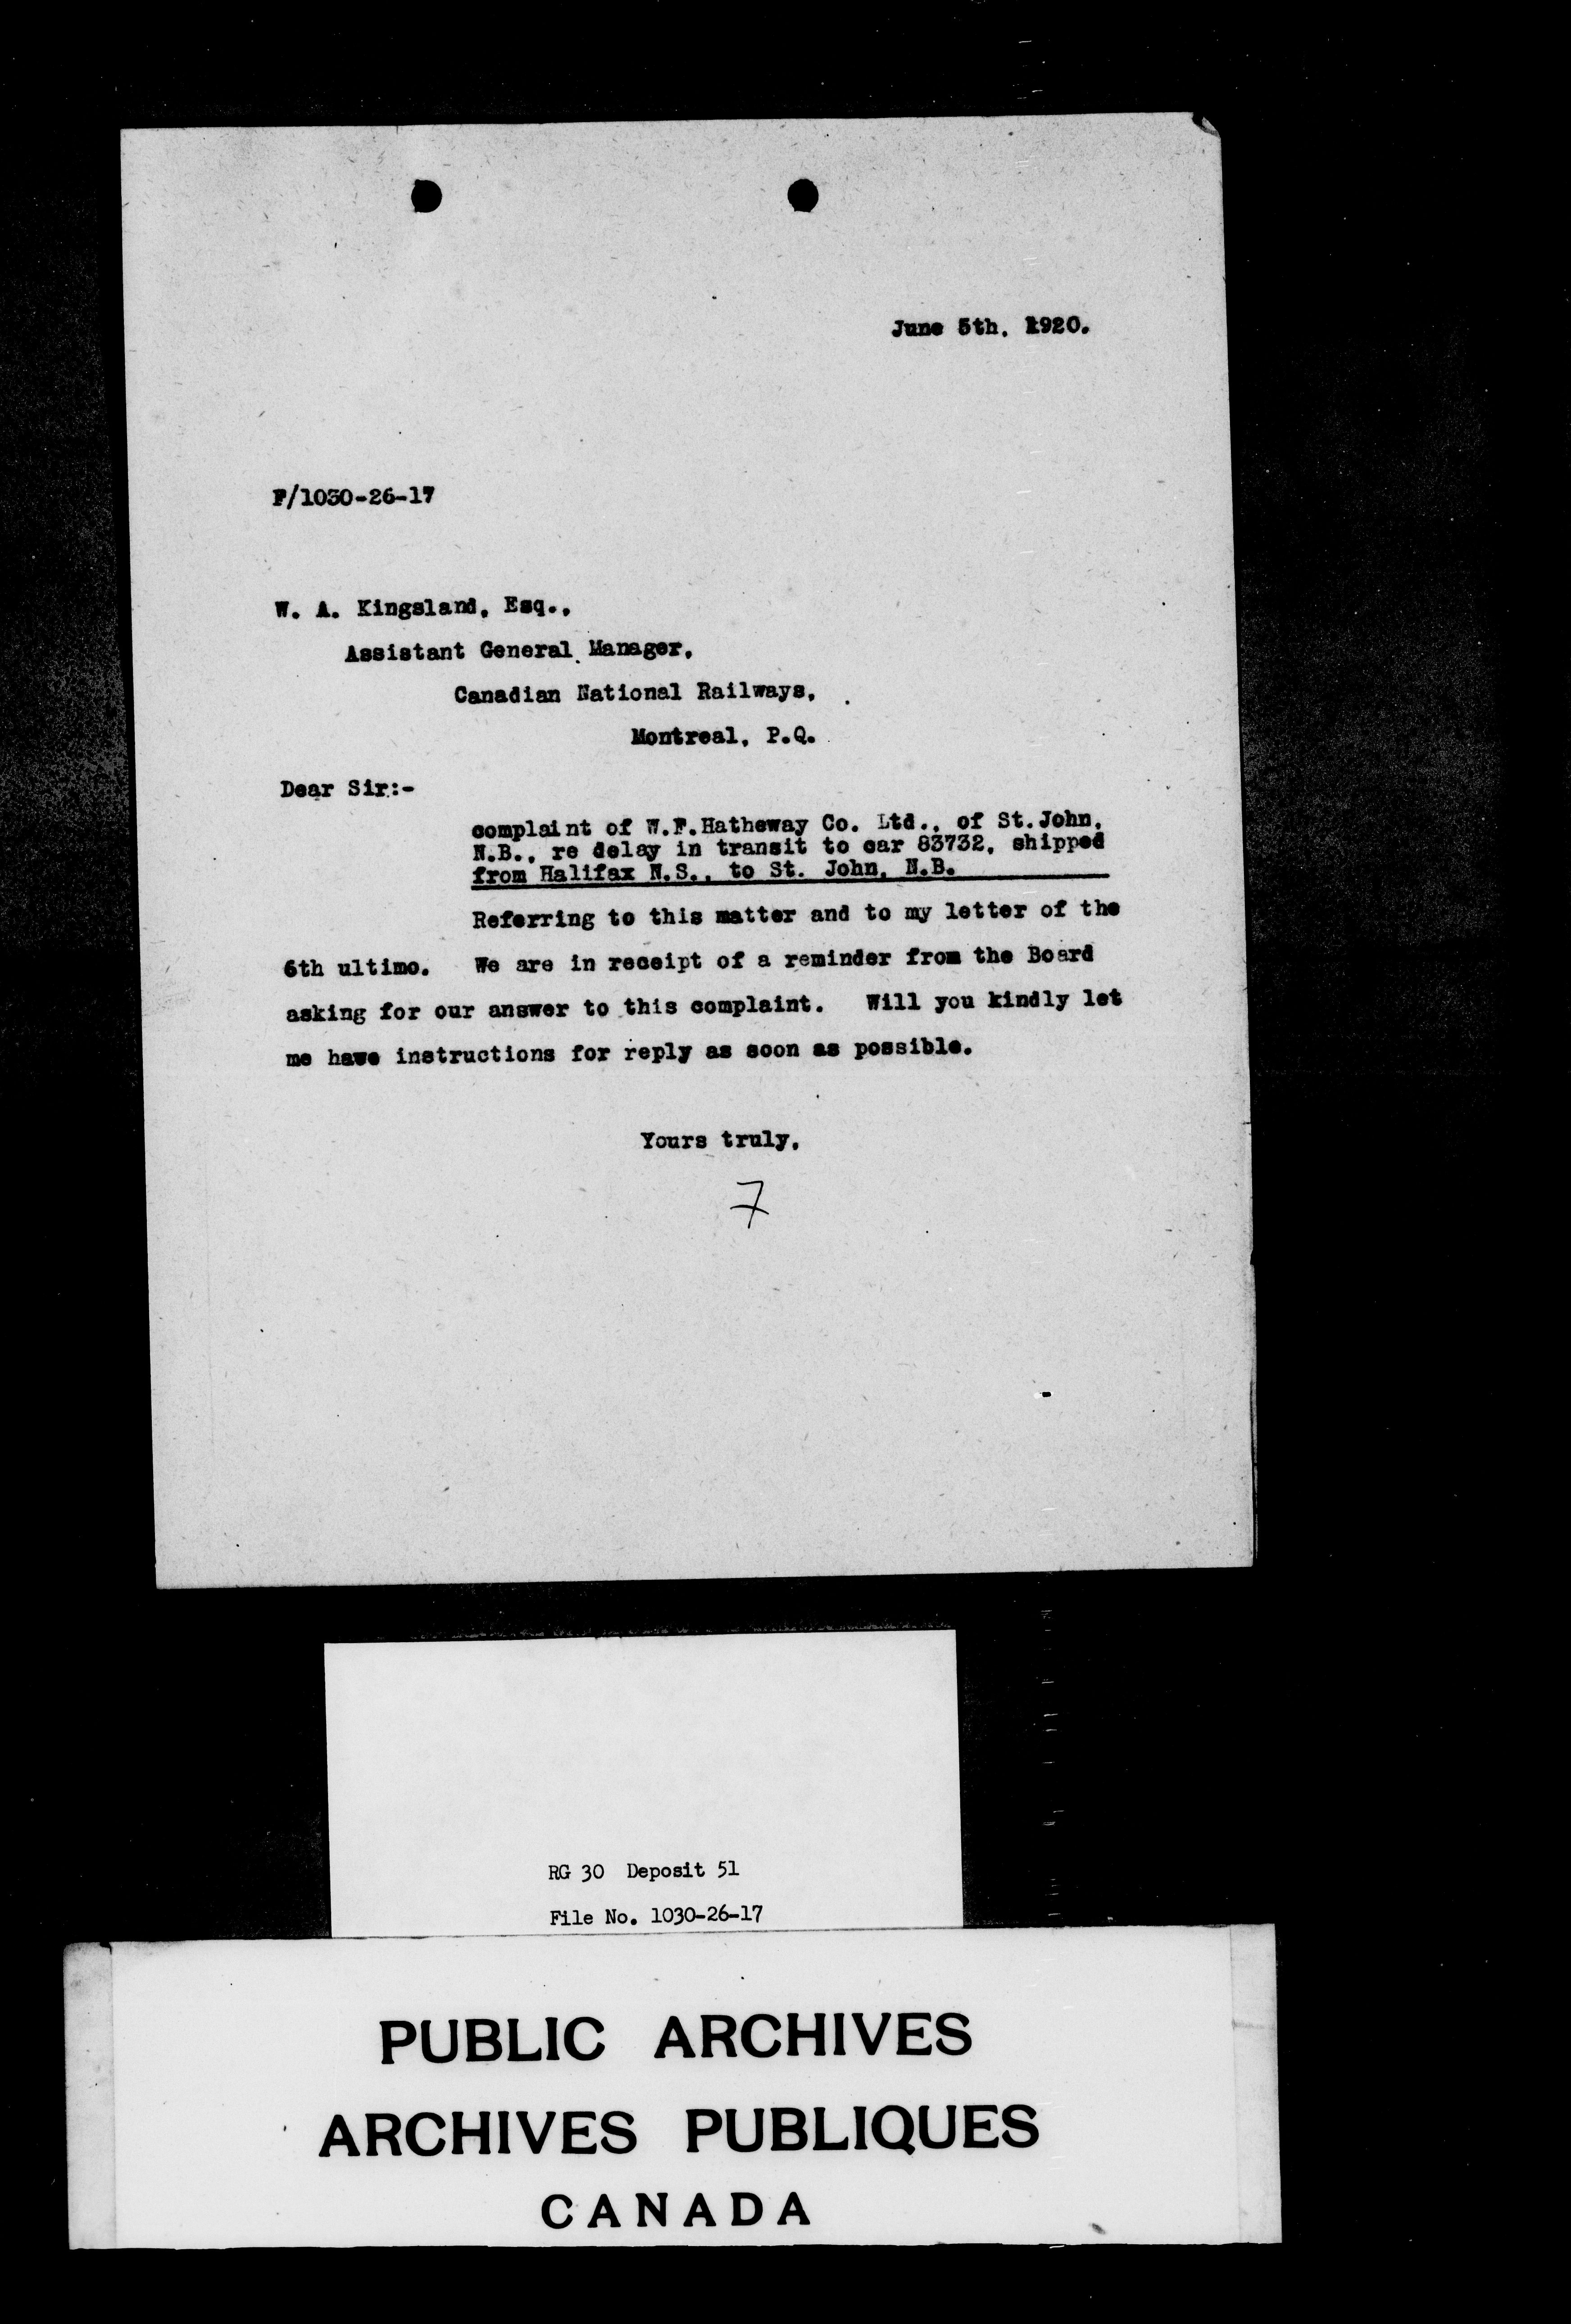 June 5th, 1920.
F/1030-26-17
W. A. Kingsland, Esq.,
Assistant General Manager,
Canadian National Railways,
Montreal, P.Q.
Dear Sir:-
complaint of W.F.Hatheway Co. Ltd., of St.John,
N.B., re delay in transit to car 83732, shipped
from Halifax N.S., to St. John, N.B.
Referring to this matter and to my letter of the
6th ultimo. We are in receipt of a reminder from the Board
asking for our answer to this complaint. Will you kindly let
me have instructions for reply as soon as possible.
Yours truly,
7
RG 30 Deposit 51
File No. 1030-26-17
PUBLIC ARCHIVES
ARCHIVES PUBLIQUES
CANADA